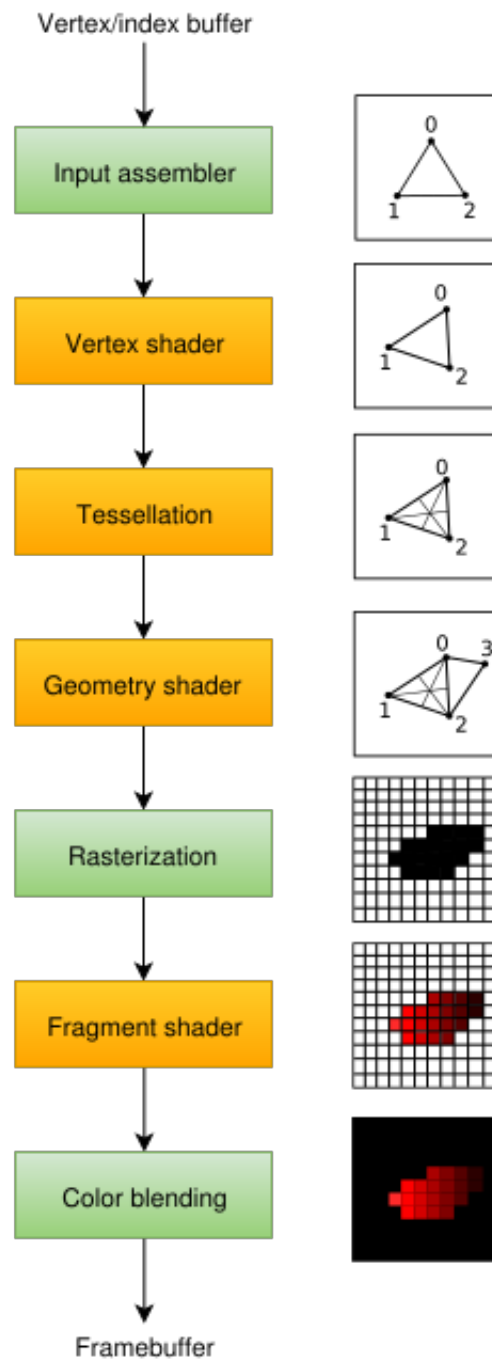 Vertex/index buffer
Input assembler
0
1
2
Vertex shader
0
1
2
Tessellation
0
1
2
Geometry shader
0
3
1
2
Rasterization
Fragment shader
Color blending
Framebuffer